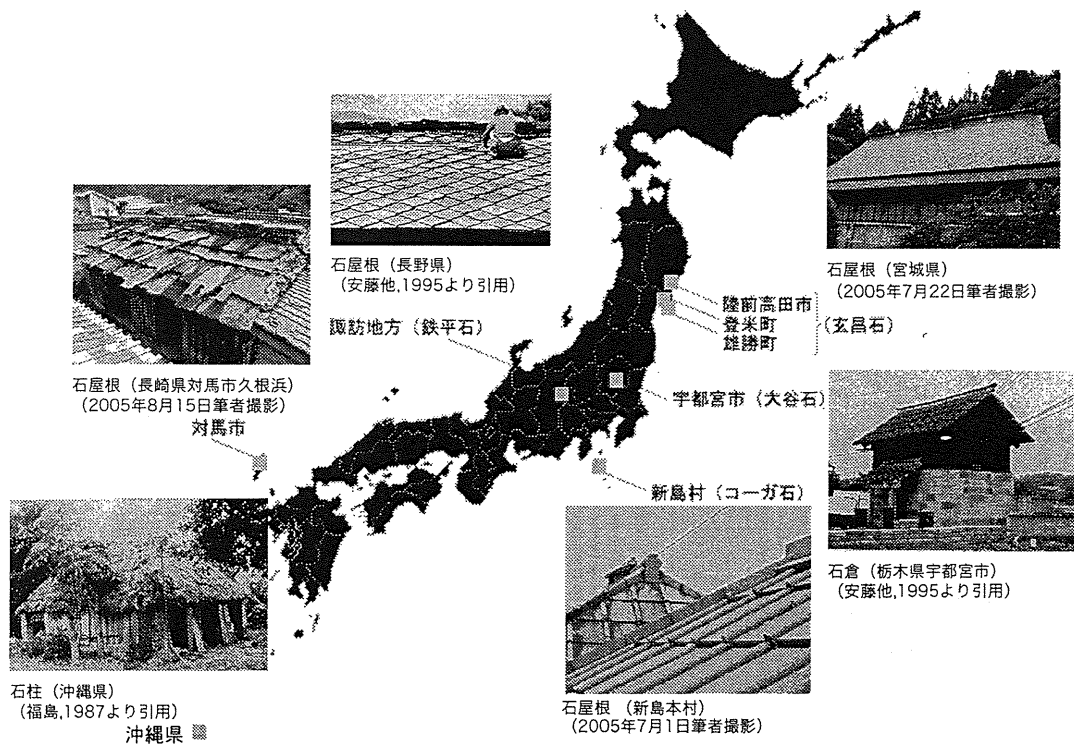 石屋根（長野県）
（安藤他,1995より引用）
石屋根（宮城県）
（2005年7月22日筆者撮影）
陸前高田市
登米町
雄勝町
（玄昌石）
諏訪地方（鉄平石）
石屋根（長崎県対馬市久根浜）
（2005年8月15日筆者撮影）
対馬市
宇都宮市（大谷石）
新島村（コーガ石）
石倉（栃木県宇都宮市）
（安藤他,1995より引用）
石柱（沖縄県）
（福島,1987より引用）
沖縄県
石屋根（新島本村）
（2005年7月1日筆者撮影）